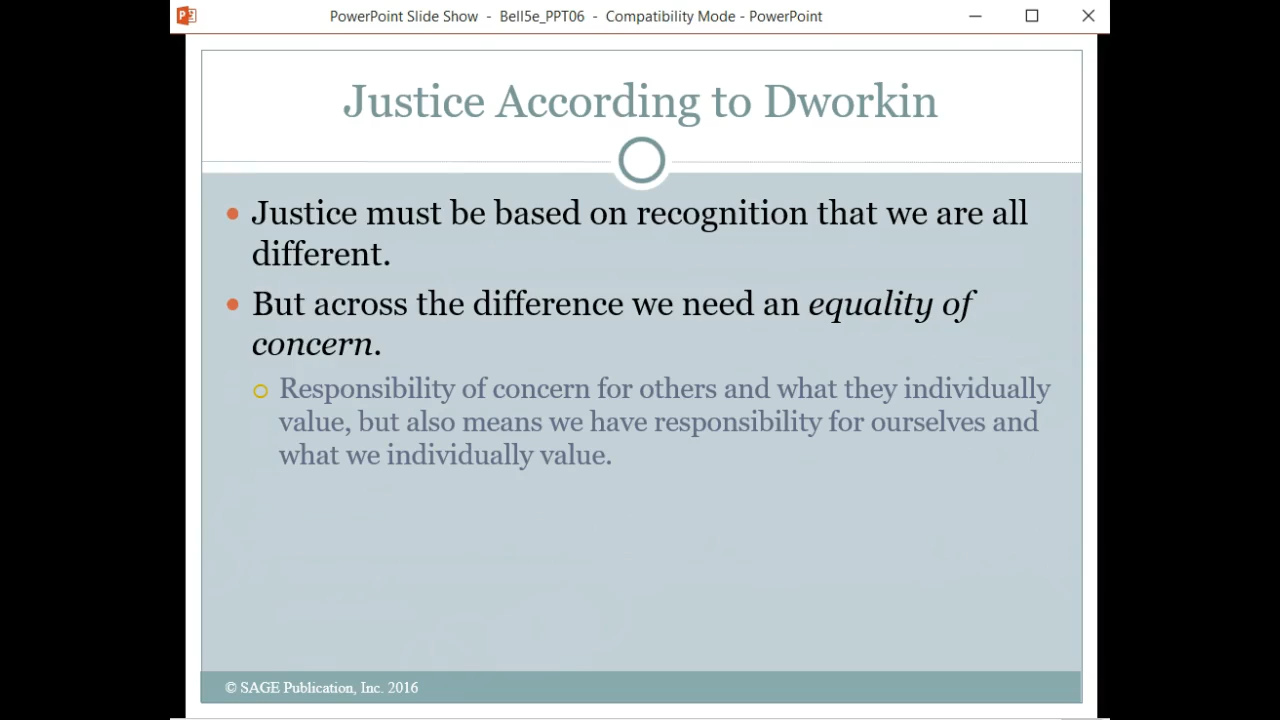 PowerPoint Slide Show - Bell5e_PPT06 - Compatibility Mode - PowerPoint
Justice According to Dworkin
Justice must be based on recognition that we are all
different.
But across the difference we need an equality of
concern.
Responsibility of concern for others and what they individually
value, but also means we have responsibility for ourselves and
what we individually value.
© SAGE Publication, Inc. 2016